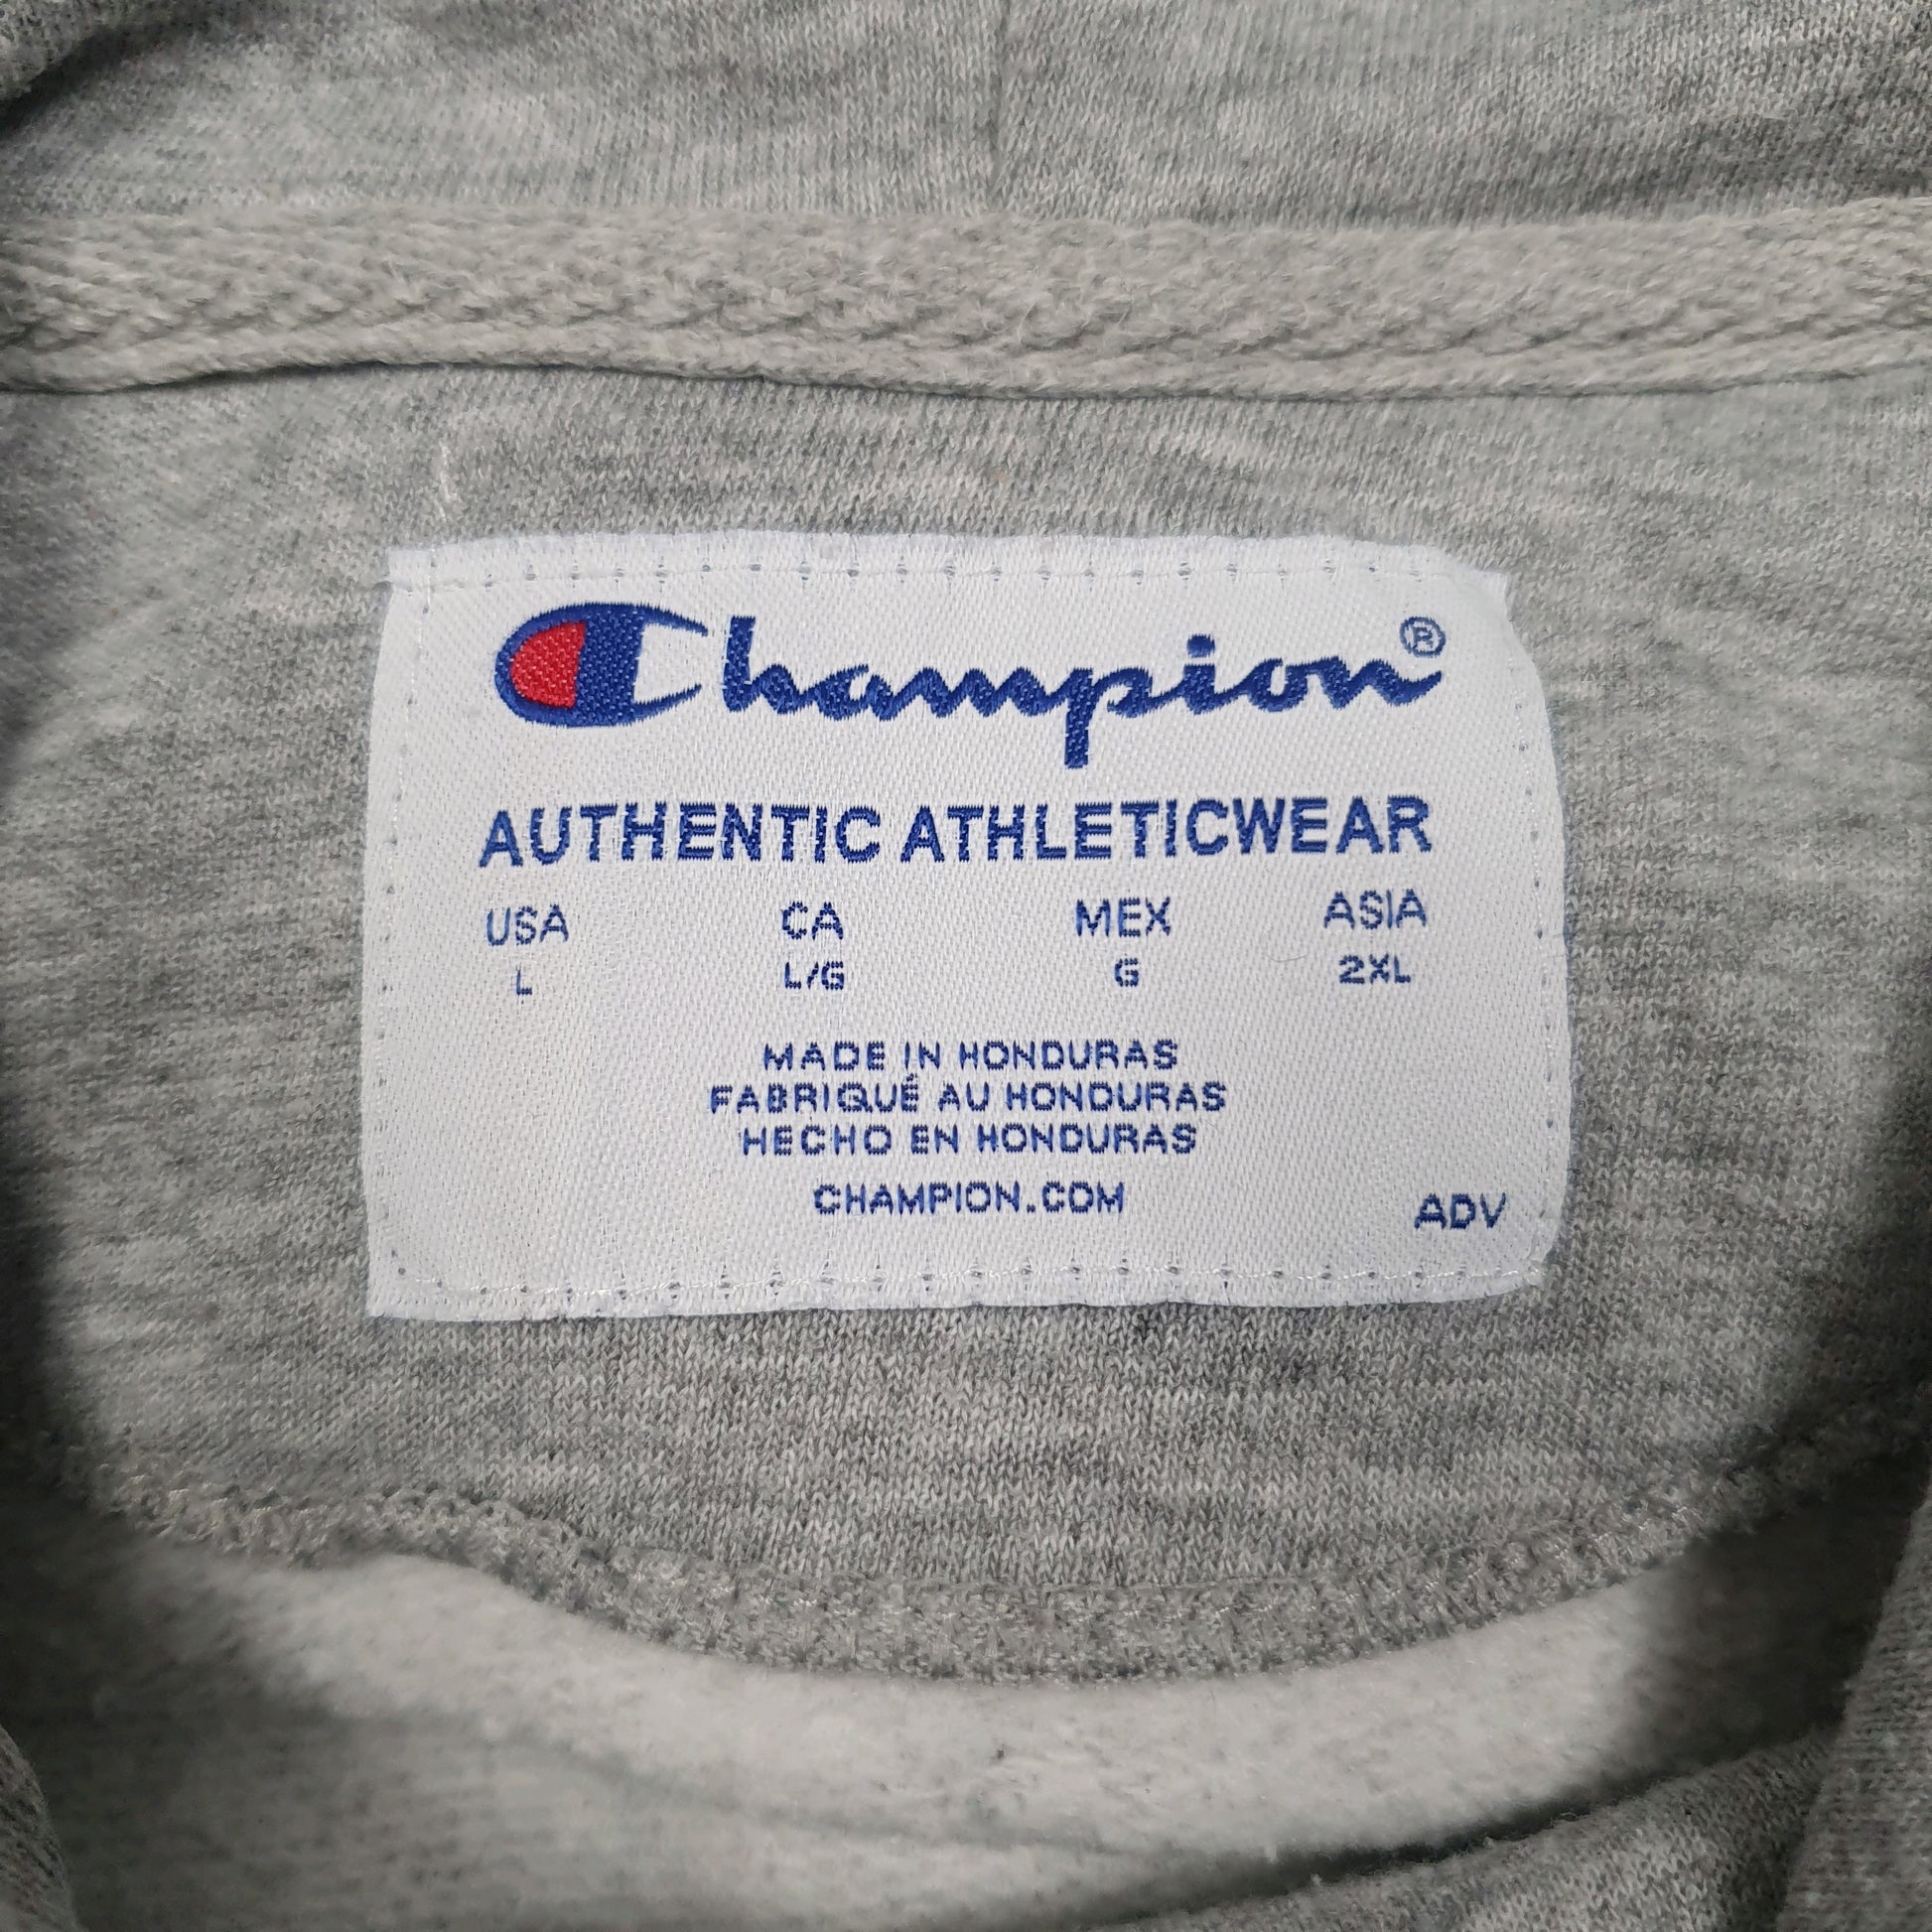 Champion®
AUTHENTIC ATHLETICWEAR
USA CA MEX ASIA
L L/G G 2XL
MADE IN HONDURAS
FABRIQUÉ AU HONDURAS
HECHO EN HONDURAS
CHAMPION.COM
ADV